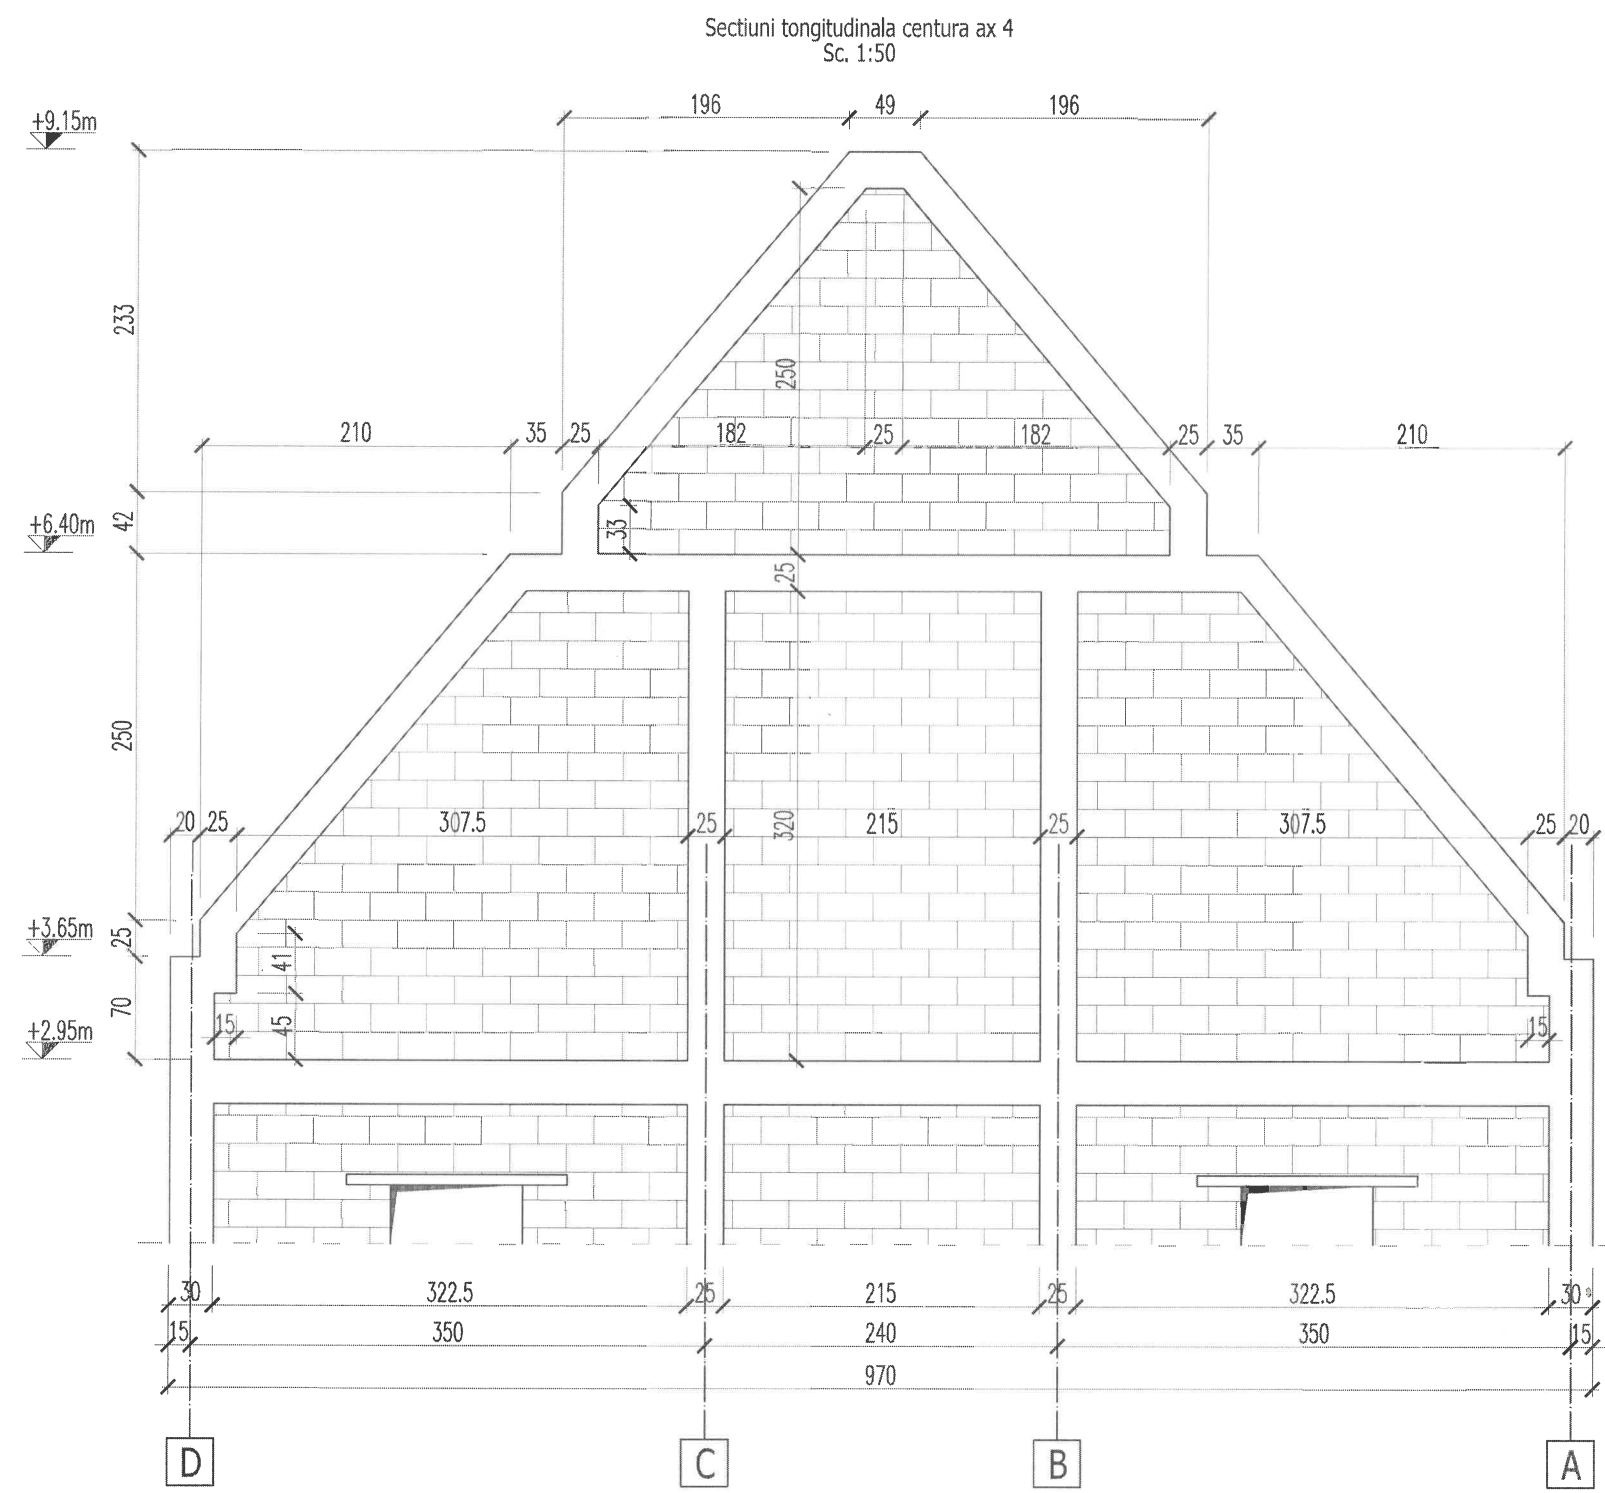 Sectiuni tongitudinala centura ax 4
Sc. 1:50
196 49 196
+9.15m
233
250
210 35 25 182 25 182 25 35 210
42
+6.40m
33
25
250
20 25 307.5 25 320 215 25 307.5 25 20
+3.65m
25
41
70
15 45 15
+2.95m
30 322.5 25 215 25 322.5 30
15 350 240 350 15
970
D C B A